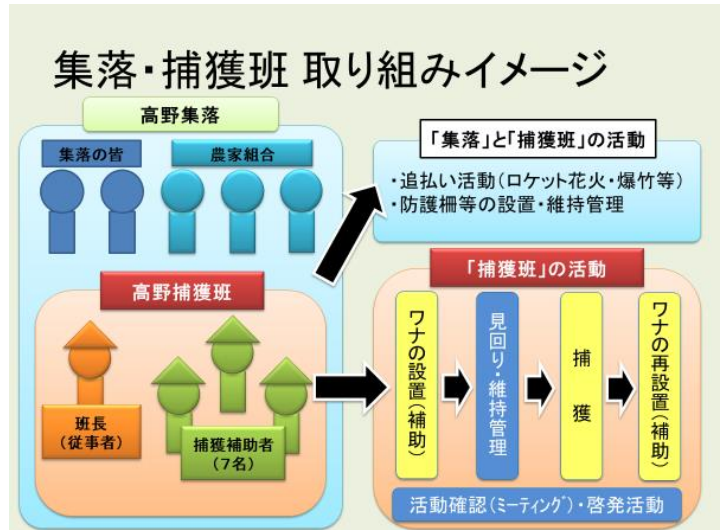 集落・捕獲班 取り組みイメージ
高野集落
集落の皆
農家組合
高野捕獲班
班長
(従事者)
捕獲補助者
(7名)
「集落」と「捕獲班」の活動
・追払い活動(ロケット花火・爆竹等)
・防護柵等の設置・維持管理
「捕獲班」の活動
ワナの設置(補助)
見回り・維持管理
捕獲
ワナの再設置(補助)
活動確認(ミーティング)・啓発活動